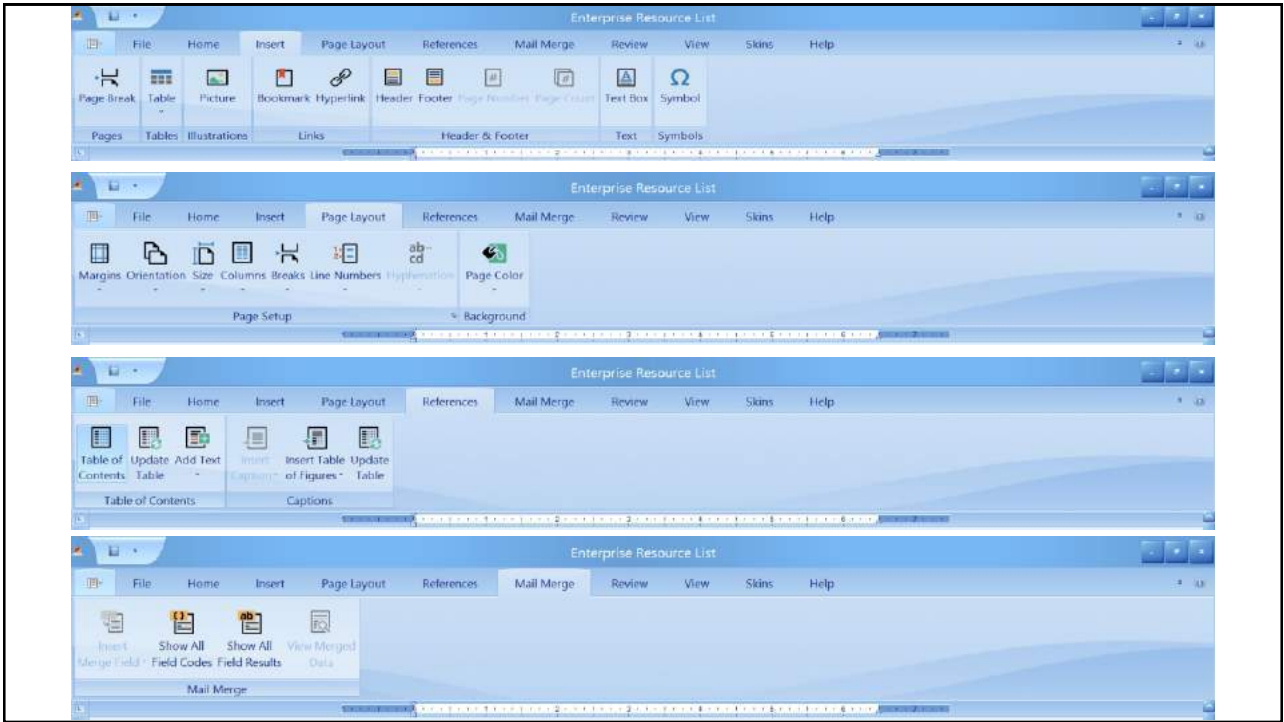 Enterprise Resource List
File Home Insert Page Layout References Mail Merge Review View Skins Help
Page Break Table Picture Bookmark Hyperlink Header Footer Page Number Page Count Text Box Symbol
Pages Tables Illustrations Links Header & Footer Text Symbols
Enterprise Resource List
File Home Insert Page Layout References Mail Merge Review View Skins Help
ab-
cd
Margins Orientation Size Columns Breaks Line Numbers Hyphenation Page Color
Page Setup Background
Enterprise Resource List
File Home Insert Page Layout References Mail Merge Review View Skins Help
Table of Update Add Text Insert Insert Table Update
Contents Table Caption of Figures Table
Table of Contents Captions
Enterprise Resource List
File Home Insert Page Layout References Mail Merge Review View Skins Help
Insert Show All Show All View Merged
Merge Field Field Codes Field Results Data
Mail Merge